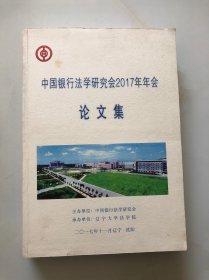 中国银行法学研究会2017年年会
论文集
主办单位：中国银行法学研究会
承办单位：辽宁大学法学院
二〇一七年十一月辽宁 沈阳